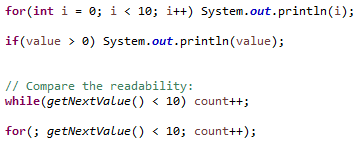 for(int i = 0; i < 10; i++) System.out.println(i);
if(value > 0) System.out.println(value);
// Compare the readability:
while(getNextValue() < 10) count++;
for(; getNextValue() < 10; count++);